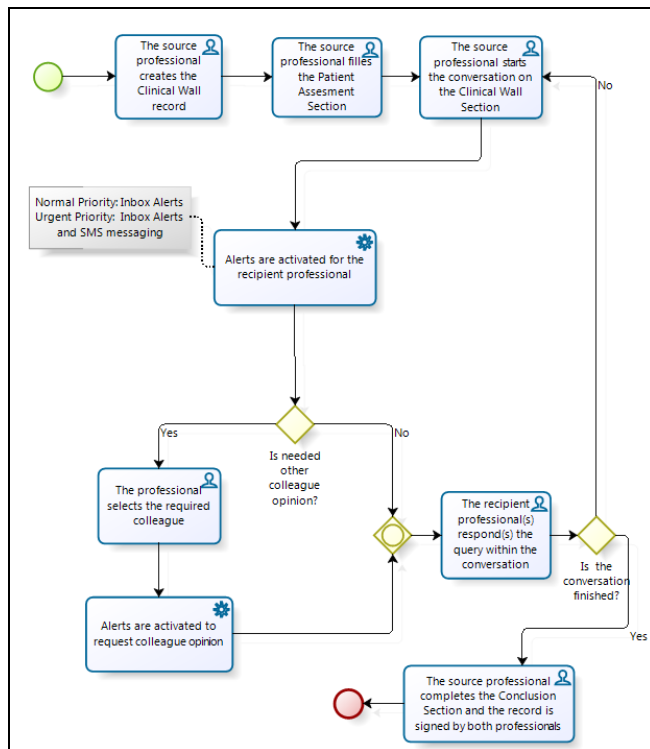 The source
professional
creates the
Clinical Wall
record
The source
professional filles
the Patient
Assesment
Section
The source
professional starts
the conversation on
the Clinical Wall
Section
No
Normal Priority: Inbox Alerts
Urgent Priority: Inbox Alerts
and SMS messaging
Alerts are activated for the
recipient professional
Yes
No
Is needed
other
colleague
opinion?
The professional
selects the required
colleague
The recipient
professional(s)
respond(s) the
query within the
conversation
Is the
conversation
finished?
Alerts are activated to
request colleague opinion
Yes
The source professional
completes the Conclusion
Section and the record is
signed by both professionals